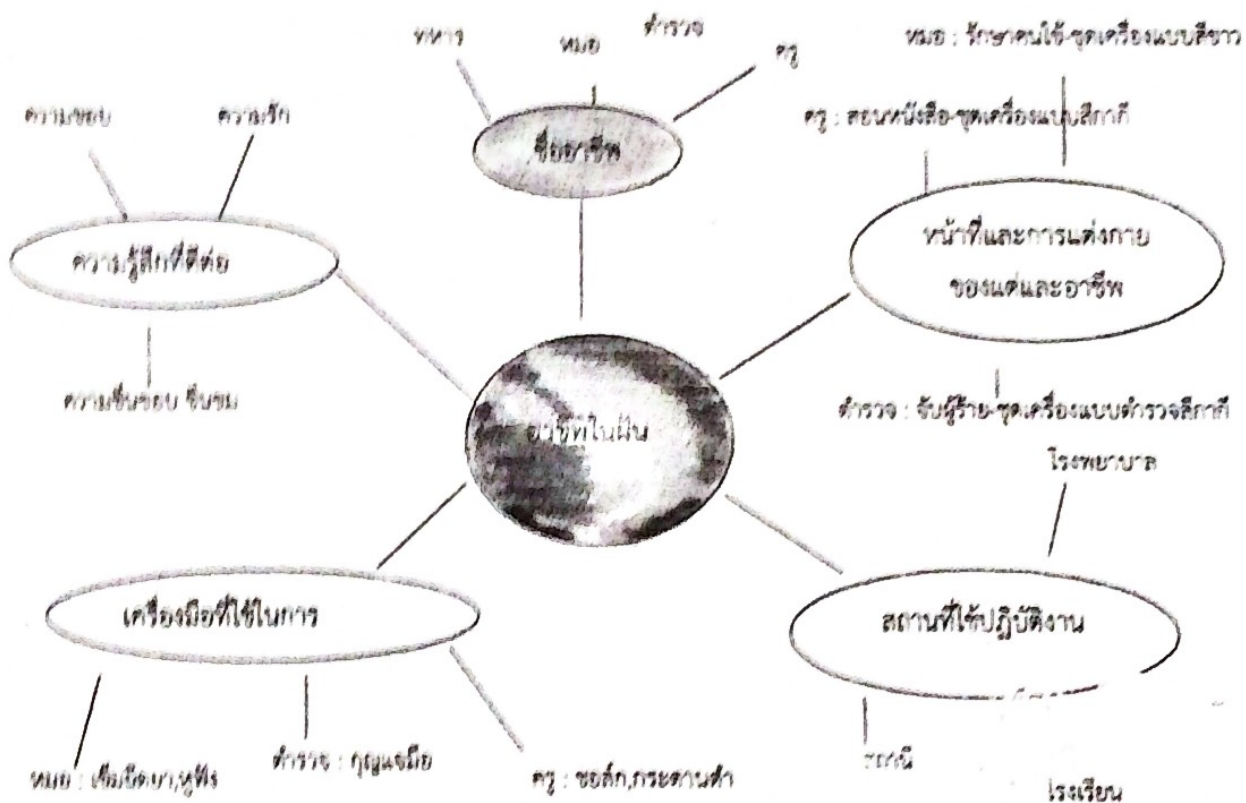 ทหาร
หมอ
ตำรวจ
ครู
หมอ : รักษาคนไข้-ชุดเครื่องแบบสีขาว
ความชอบ
ความรัก
ครู : สอนหนังสือ-ชุดเครื่องแบบสีกากี
ชื่ออาชีพ
ความรู้สึกที่ดีต่อ
หน้าที่และการแต่งกาย
ของแต่และอาชีพ
ความชื่นชอบ ชื่นชม
อาชีพในฝัน
ตำรวจ : จับผู้ร้าย-ชุดเครื่องแบบตำรวจสีกากี
โรงพยาบาล
เครื่องมือที่ใช้ในการ
สถานที่ใช้ปฏิบัติงาน
หมอ : เข็มฉีดยา,หูฟัง
ตำรวจ : กุญแจมือ
ครู : ชอล์ก,กระดานดำ
สถานี
โรงเรียน